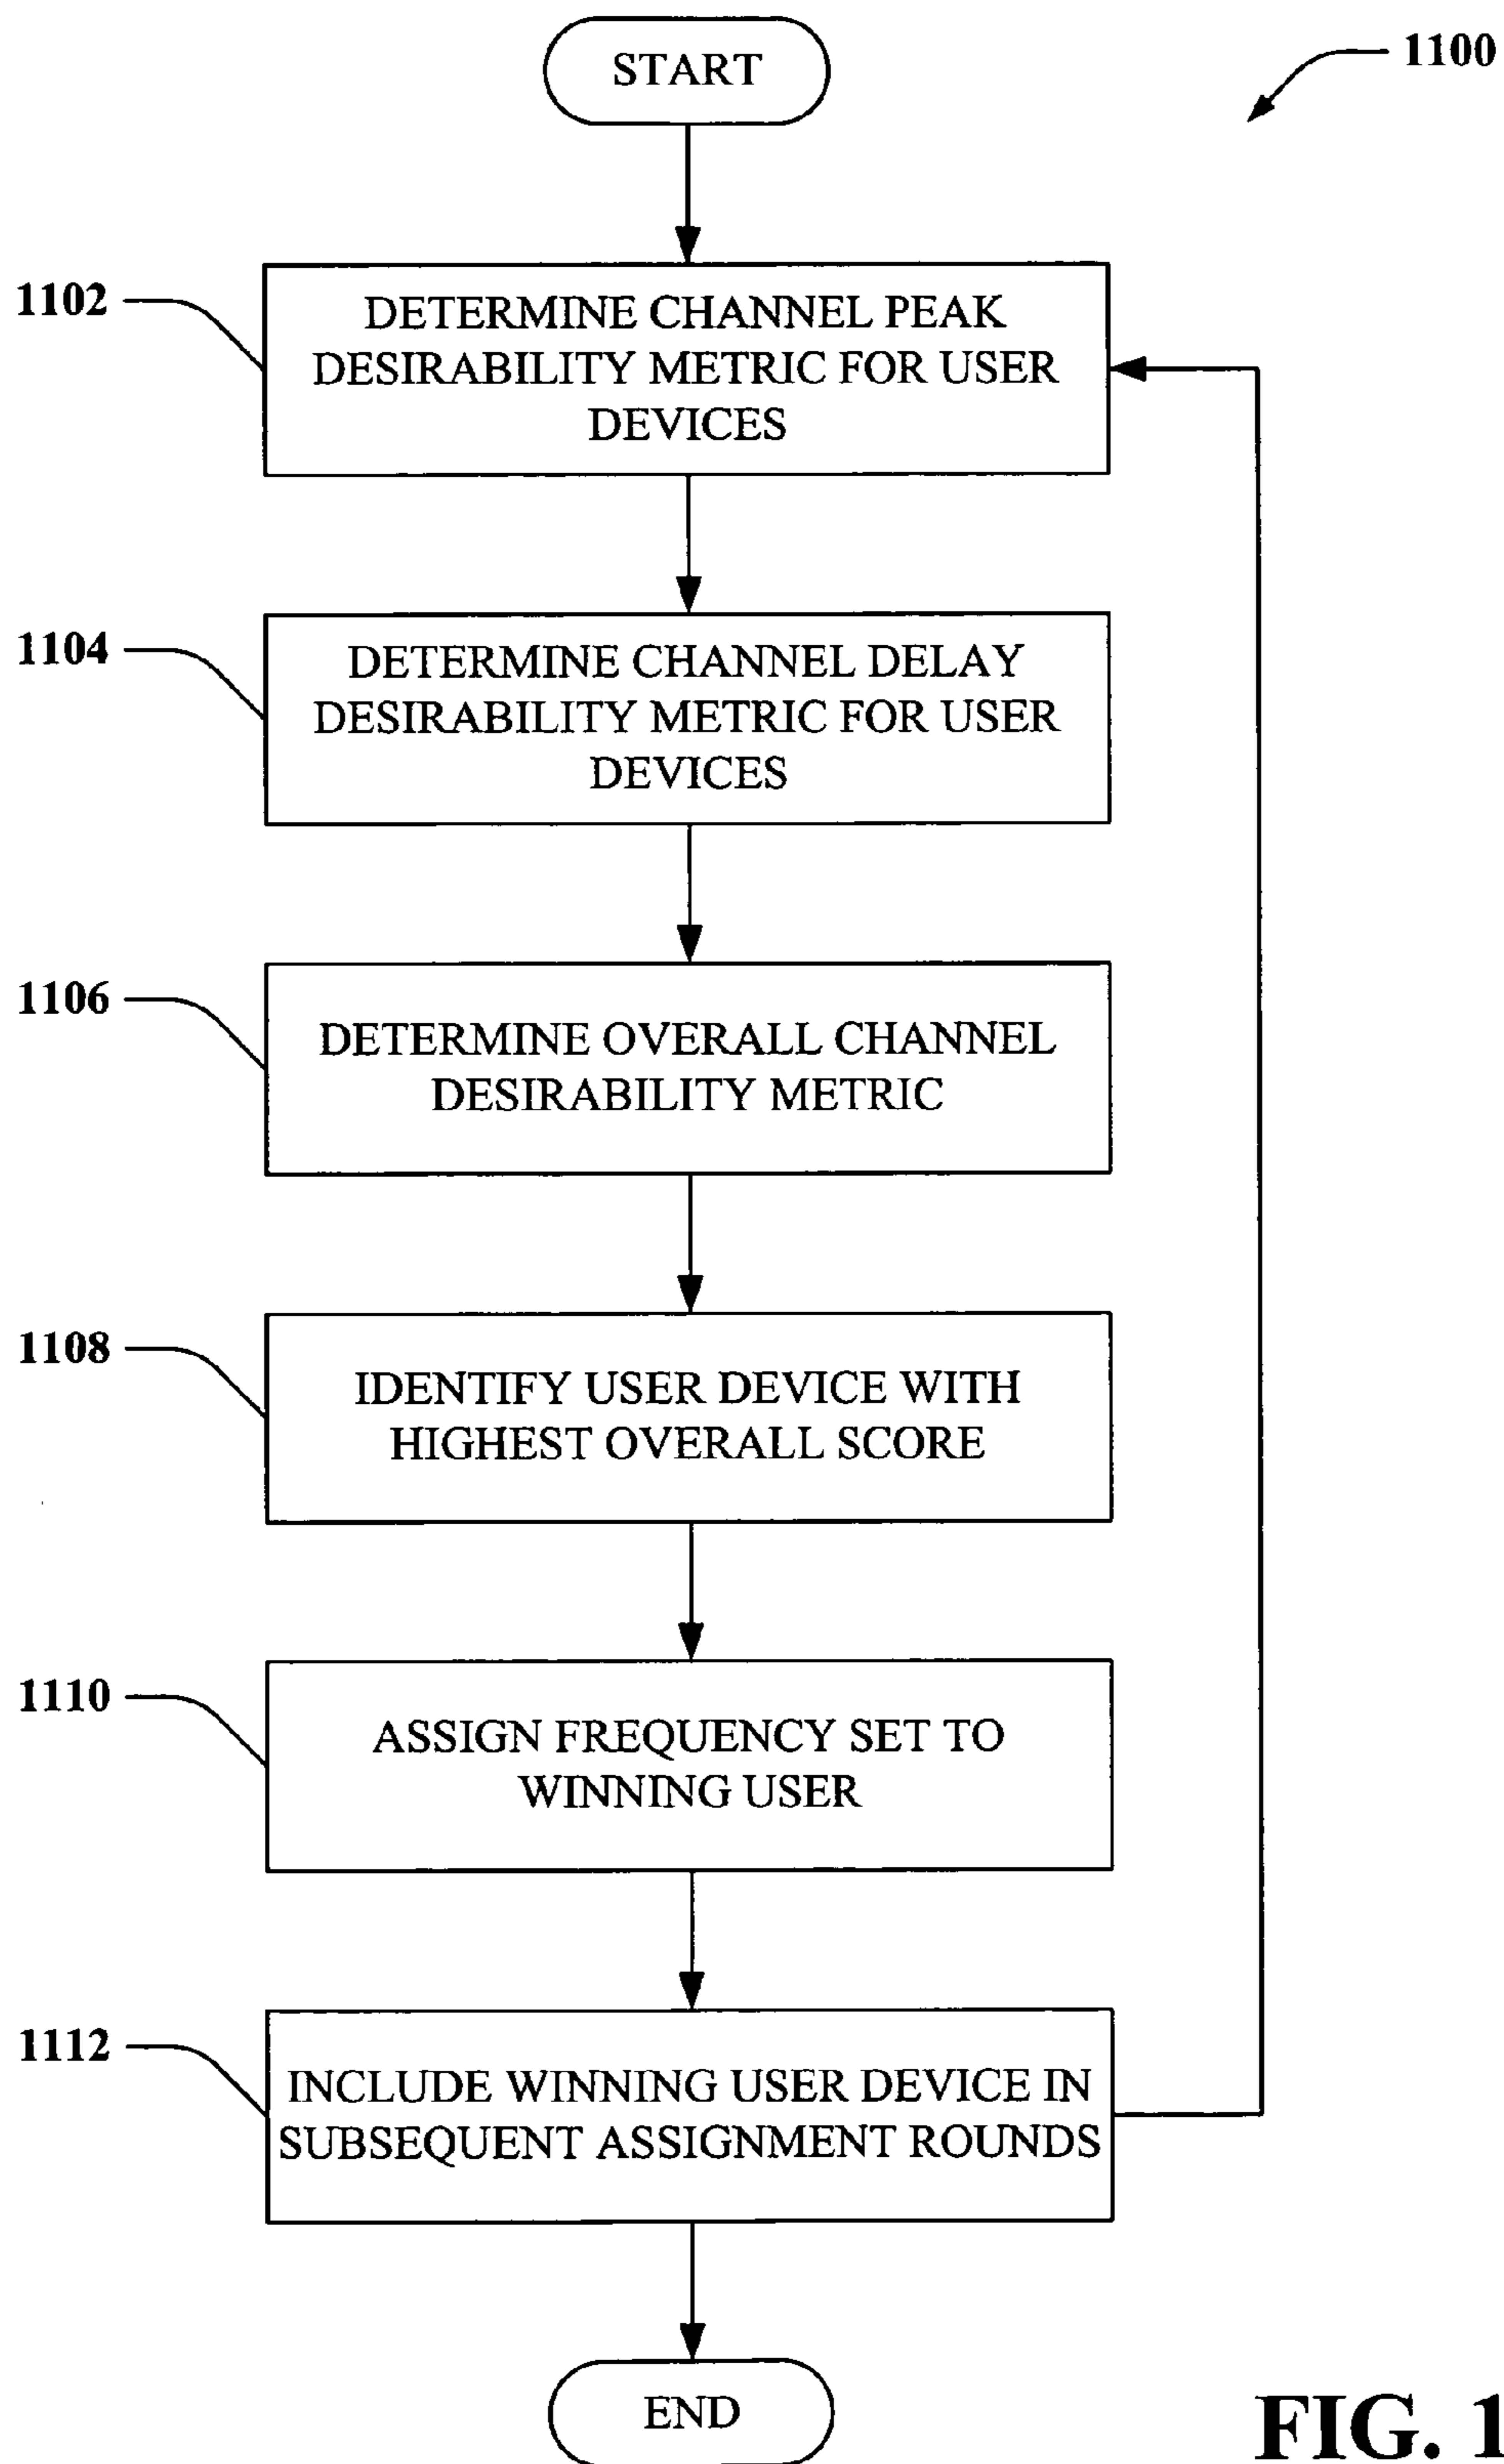 START
1100
1102
DETERMINE CHANNEL PEAK
DESIRABILITY METRIC FOR USER
DEVICES
1104
DETERMINE CHANNEL DELAY
DESIRABILITY METRIC FOR USER
DEVICES
1106
DETERMINE OVERALL CHANNEL
DESIRABILITY METRIC
1108
IDENTIFY USER DEVICE WITH
HIGHEST OVERALL SCORE
1110
ASSIGN FREQUENCY SET TO
WINNING USER
1112
INCLUDE WINNING USER DEVICE IN
SUBSEQUENT ASSIGNMENT ROUNDS
END
FIG. 1